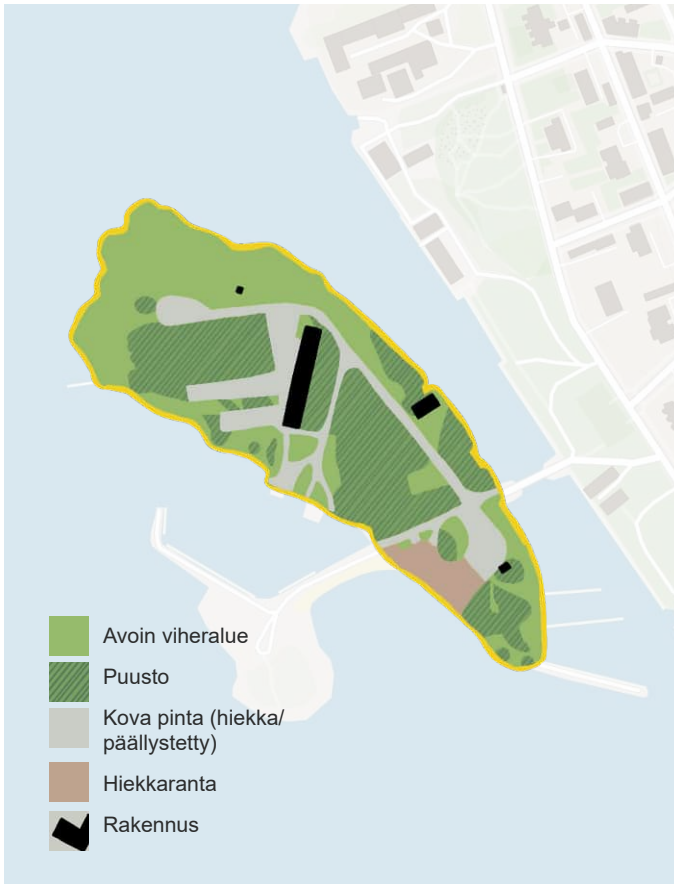 Avoin viheralue
Puusto
Kova pinta (hiekka/
päällystetty)
Hiekkaranta
Rakennus